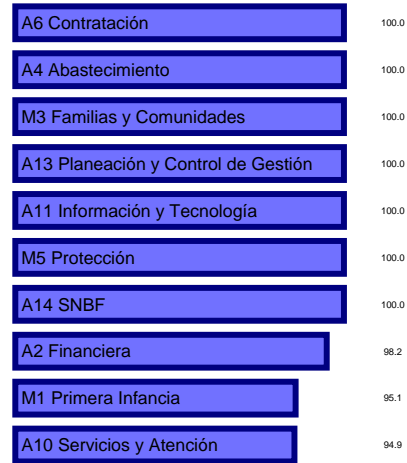 A6 Contratación 100.0
A4 Abastecimiento 100.0
M3 Familias y Comunidades 100.0
A13 Planeación y Control de Gestión 100.0
A11 Información y Tecnología 100.0
M5 Protección 100.0
A14 SNBF 100.0
A2 Financiera 98.2
M1 Primera Infancia 95.1
A10 Servicios y Atención 94.9